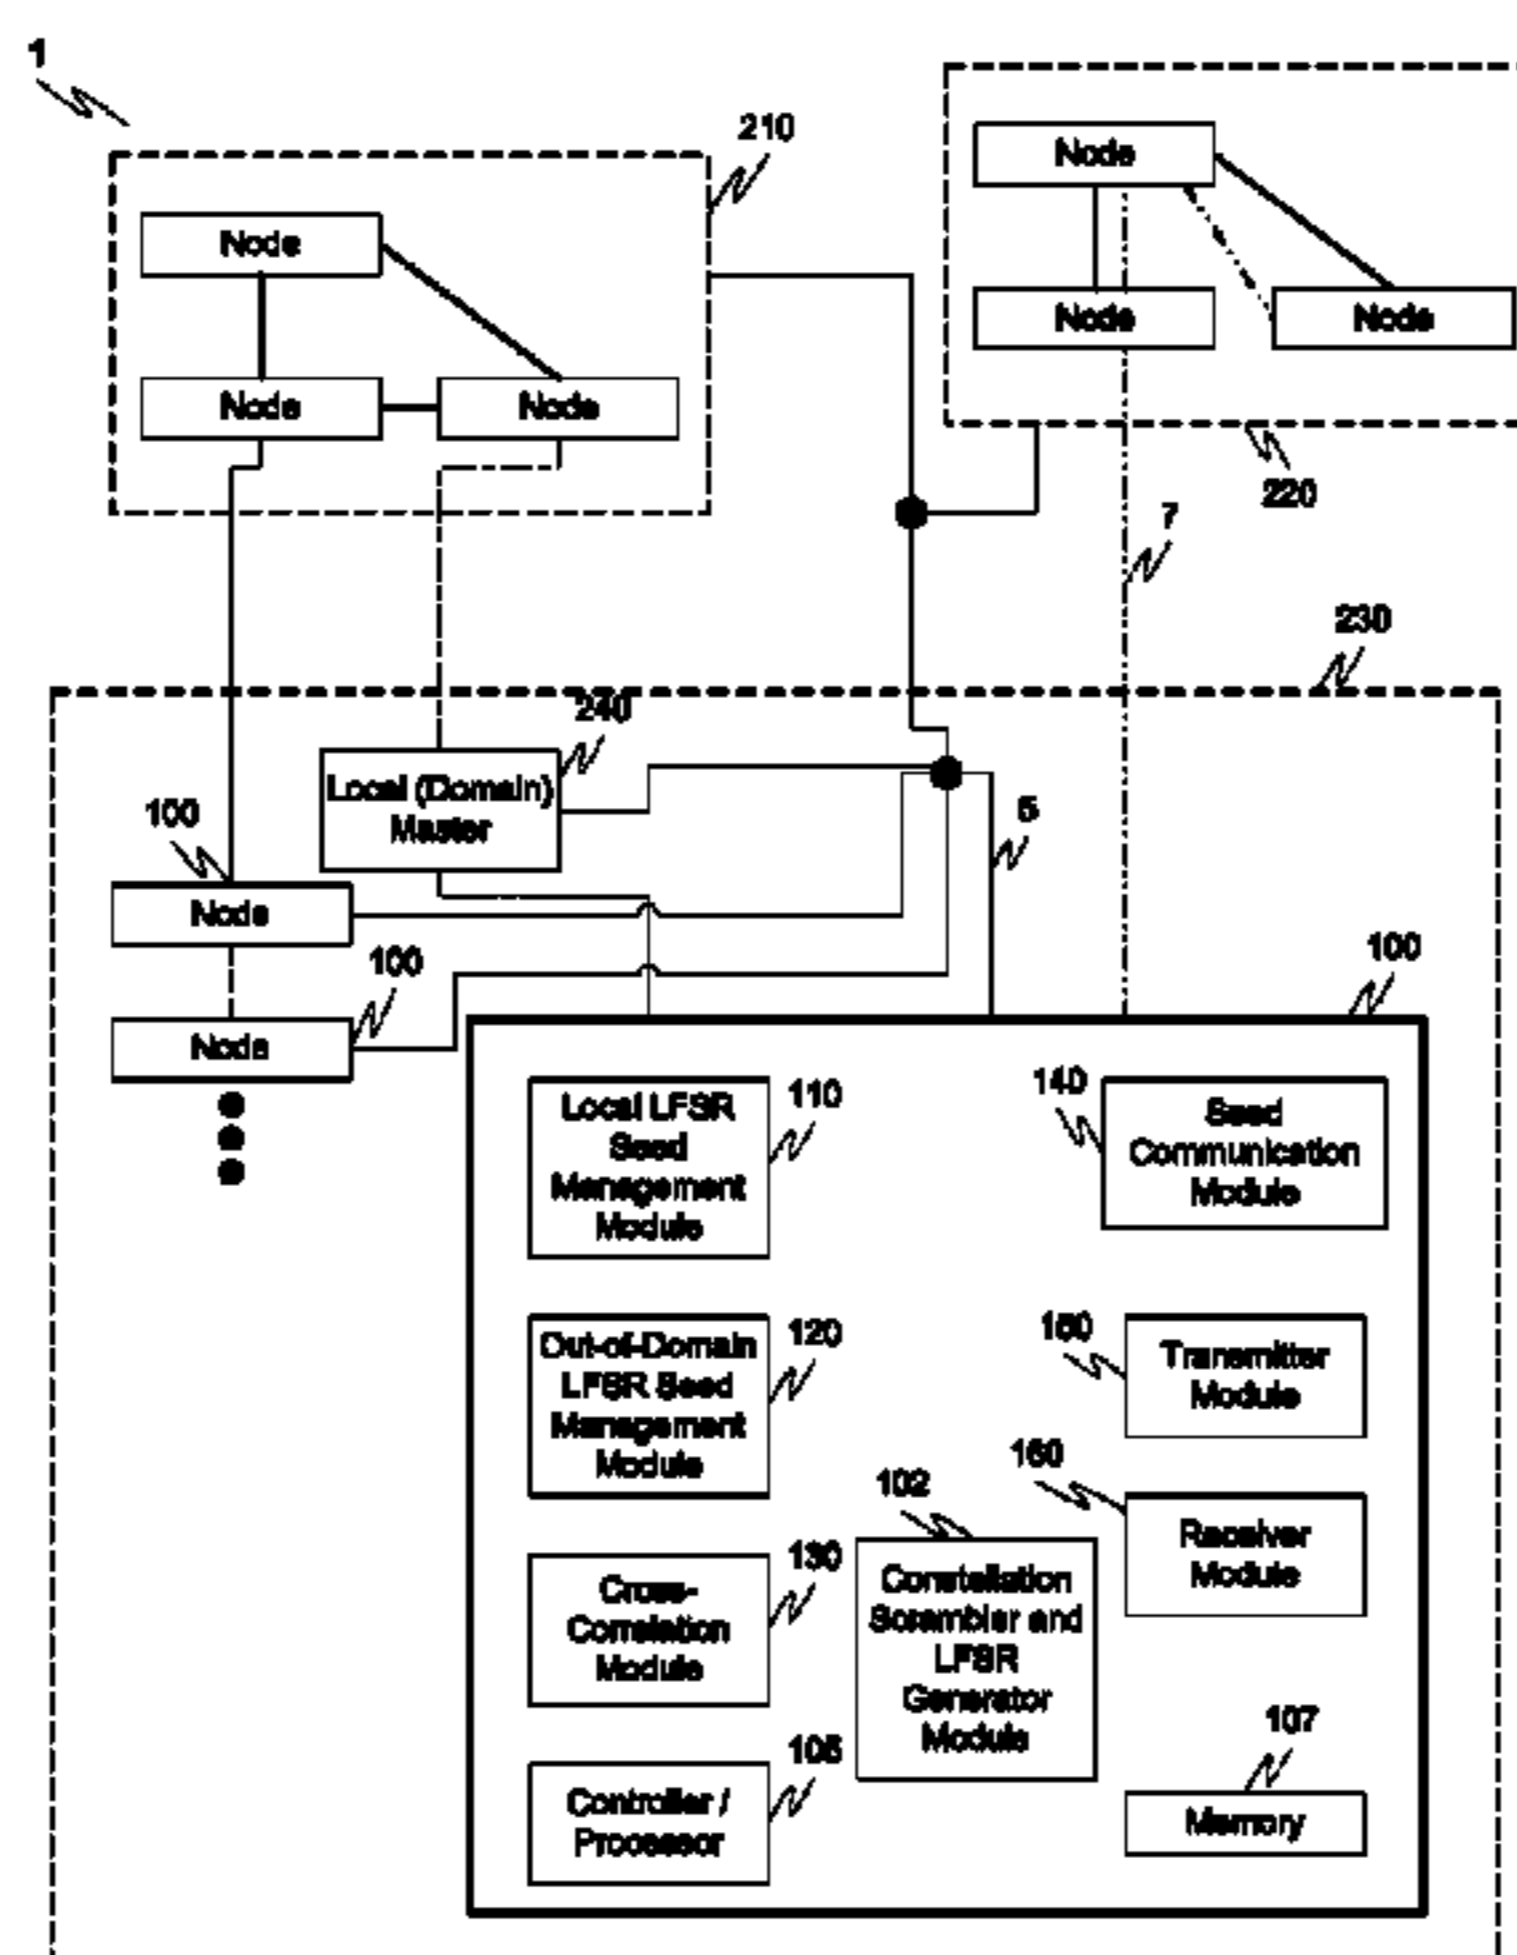 1
210
Node
Node
Node
Node
Node
Node
220
7
230
240
Local (Domain)
Master
100
Node
5
100
Node
100
Local LFSR
Seed
Management
Module
110
140
Seed
Communication
Module
Out-of-Domain
LFSR Seed
Management
Module
120
Transmitter
Module
160
Receiver
Module
102
Constellation
Scrambler and
LFSR
Generator
Module
Cross-
Correlation
Module
130
Controller /
Processor
105
107
Memory